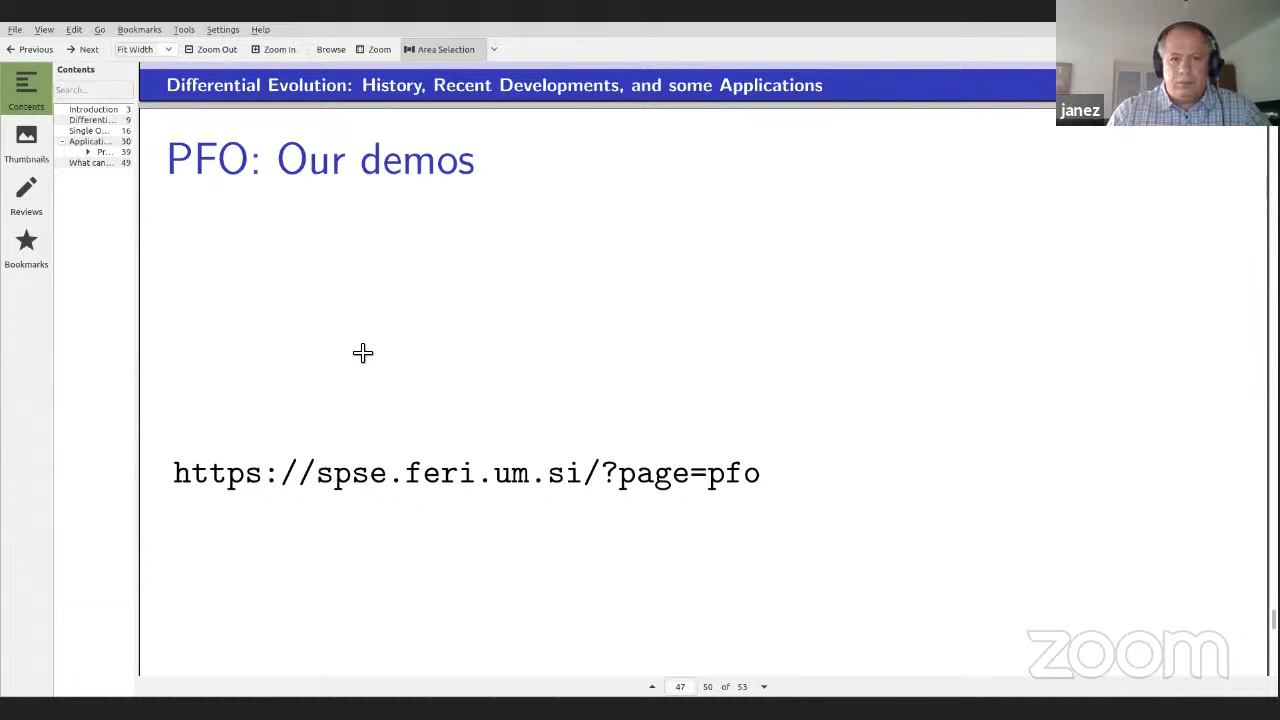 File View Edit Go Bookmarks Tools Settings Help
Previous Next Fit Width Zoom Out Zoom In Browse Zoom Area Selection
Contents
Thumbnails
Reviews
Bookmarks
Contents
Search...
Introduction 3
Differenti... 9
Single O... 16
Applicati... 30
Pr... 39
What can... 49
Differential Evolution: History, Recent Developments, and some Applications
janez
PFO: Our demos
https://spse.feri.um.si/?page=pfo
zoom
47 50 of 53